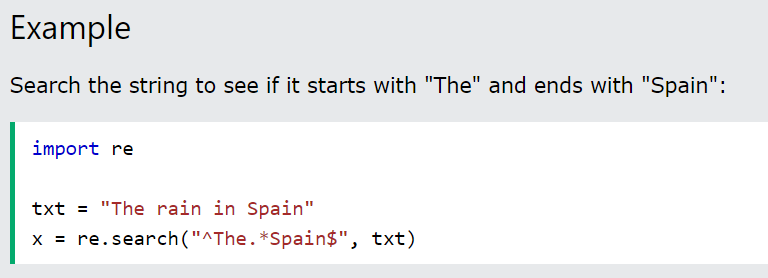 Example
Search the string to see if it starts with "The" and ends with "Spain":
import re
txt = "The rain in Spain"
x = re.search("^The.*Spain$", txt)